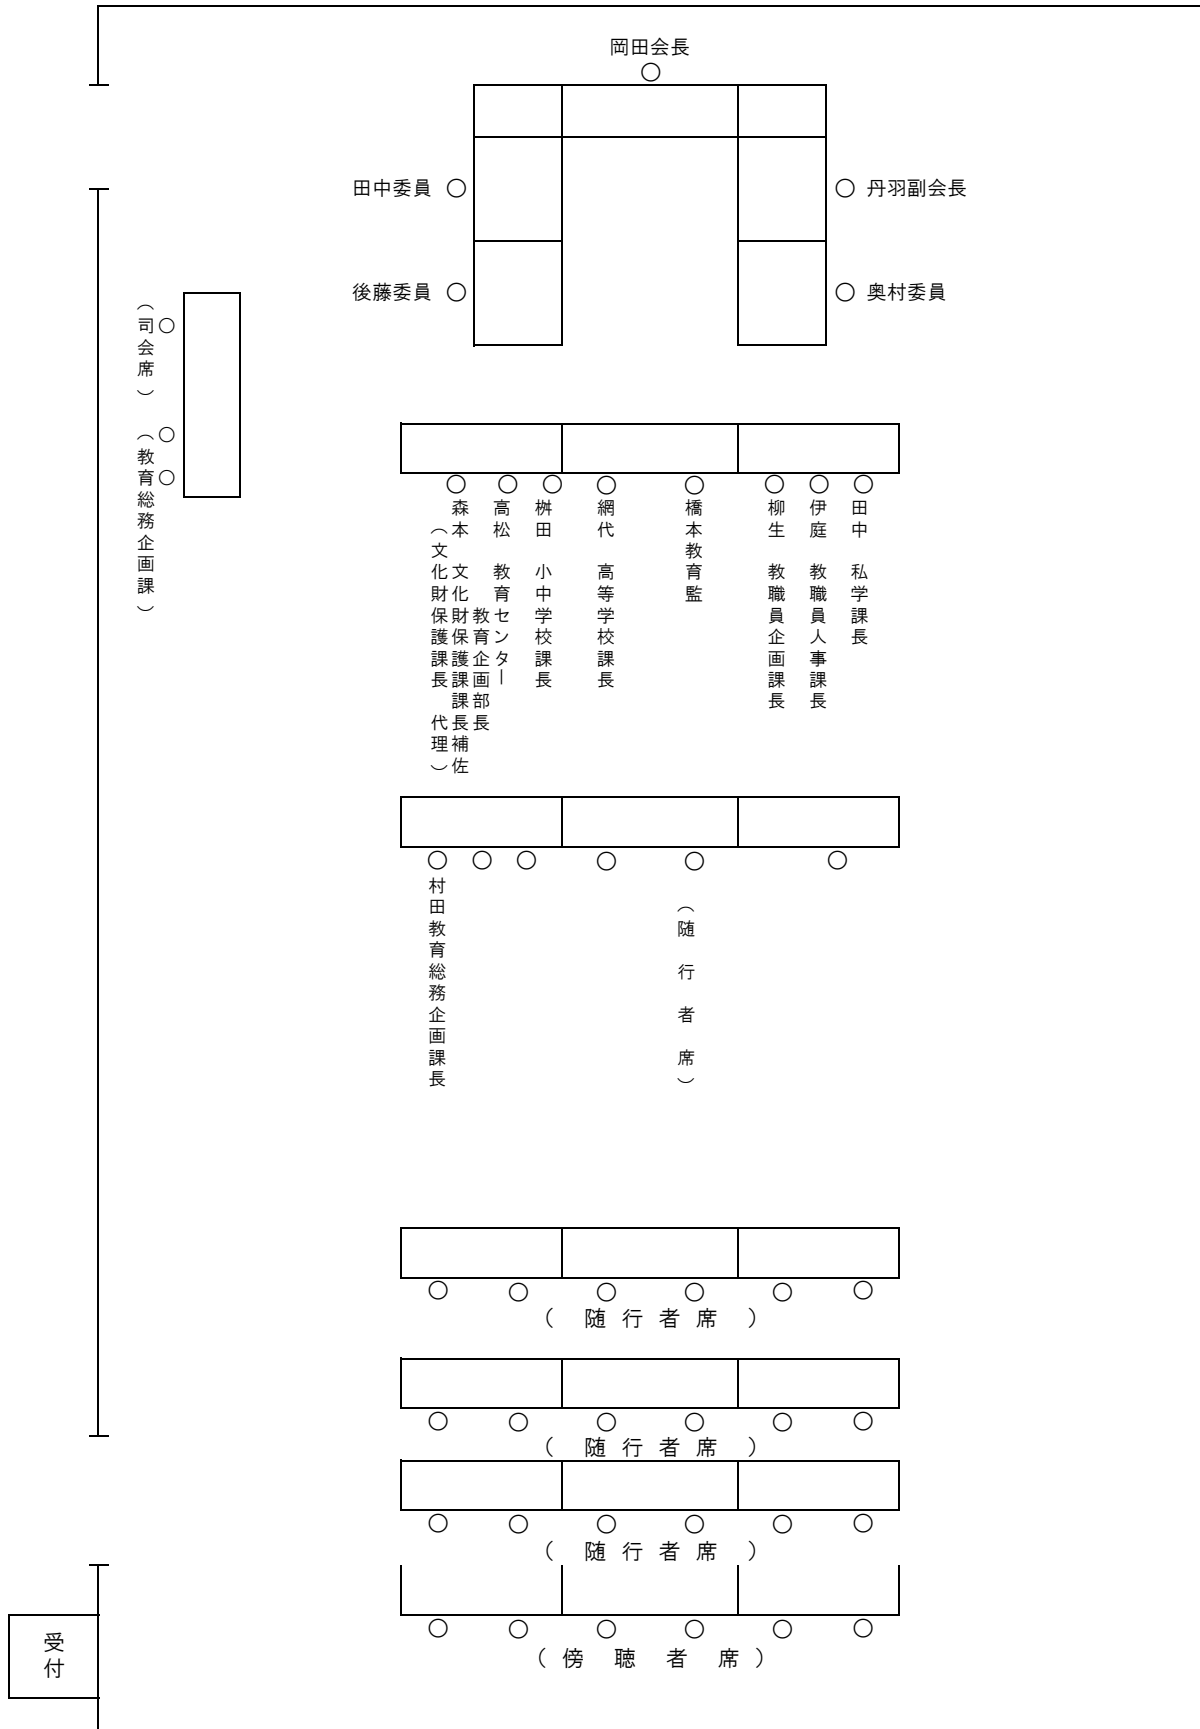 岡田会長
田中委員
丹羽副会長
後藤委員
奥村委員
（司会席）
（教育総務企画課）
田中　私学課長
伊庭　教職員人事課長
柳生　教職員企画課長
橋本教育監
網代　高等学校課長
桝田　小中学校課長
高松　教育センター
教育企画部長
森本　文化財保護課課長補佐
（文化財保護課長　代理）
（随　行　者　席）
村田教育総務企画課長
（　随　行　者　席　）
（　随　行　者　席　）
（　随　行　者　席　）
（　傍　聴　者　席　）
受付